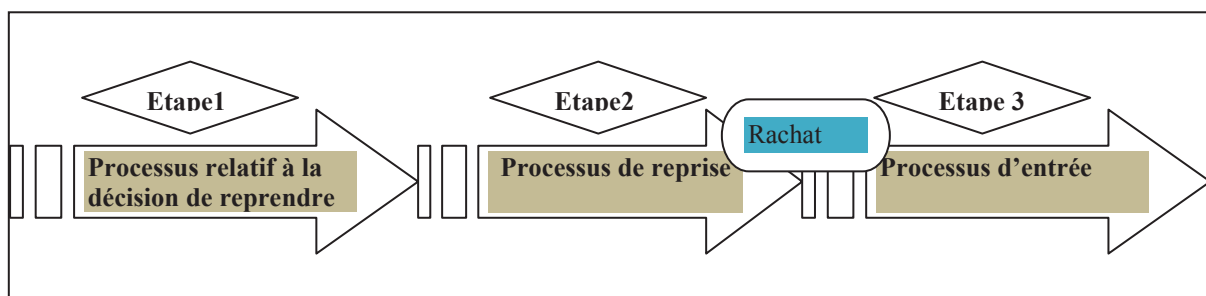 Etape1
Processus relatif à la
décision de reprendre
Etape2
Processus de reprise
Rachat
Etape 3
Processus d'entrée